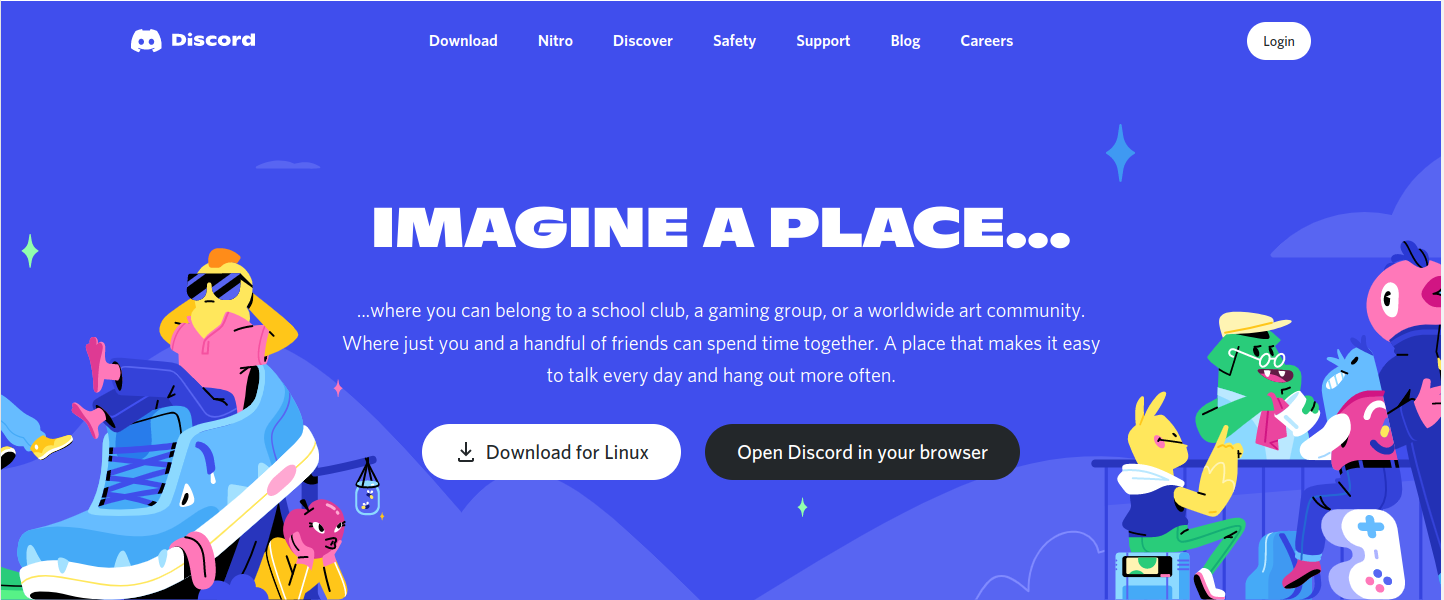 Discord
Download Nitro Discover Safety Support Blog Careers
Login
IMAGINE A PLACE...
...where you can belong to a school club, a gaming group, or a worldwide art community.
Where just you and a handful of friends can spend time together. A place that makes it easy
to talk every day and hang out more often.
Download for Linux
Open Discord in your browser